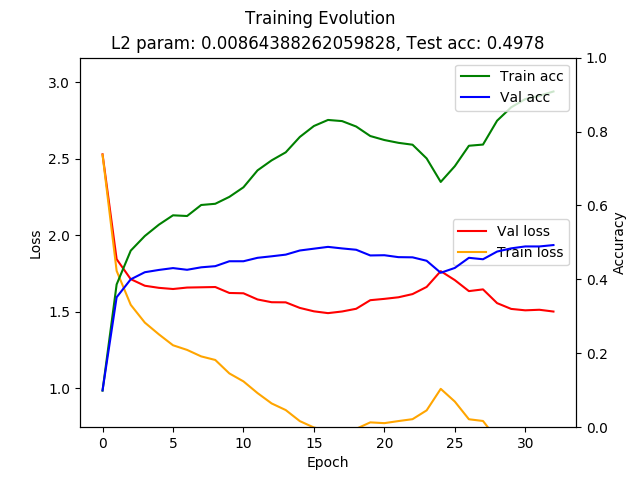 Training Evolution
L2 param: 0.00864388262059828, Test acc: 0.4978
Train acc
Val acc
Val loss
Train loss
3.0
2.5
2.0
1.5
1.0
Loss
1.0
0.8
0.6
0.4
0.2
0.0
Accuracy
0 5 10 15 20 25 30
Epoch